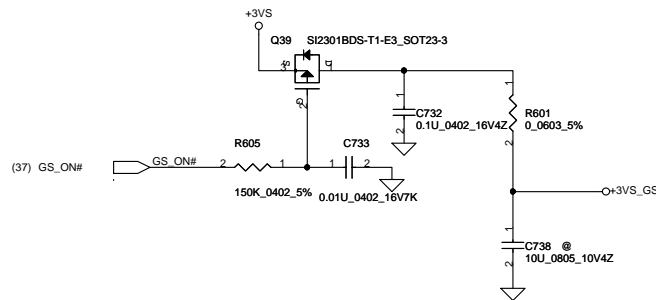 +3VS
Q39 SI2301BDS-T1-E3_SOT23-3
S
D
3
1
G
2
1
C732
0.1U_0402_16V4Z
2
1
R601
0_0603_5%
2
R605
C733
(37) GS_ON#
GS_ON#
2
1
1
2
150K_0402_5%
0.01U_0402_16V7K
+3VS_GS
1
C738 @
10U_0805_10V4Z
2